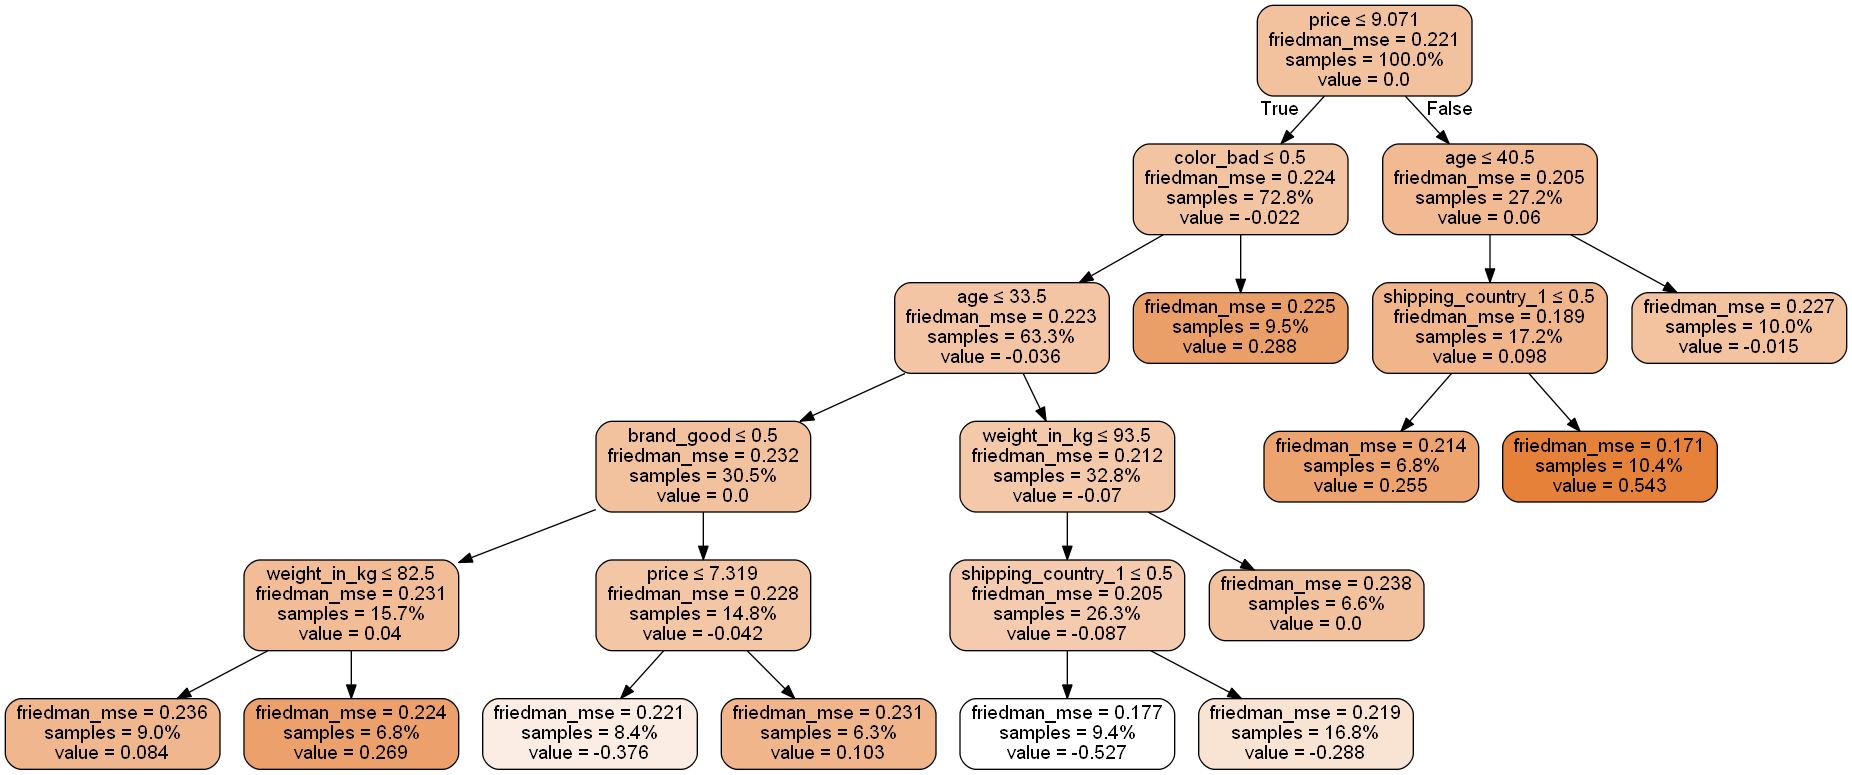 price ≤ 9.071
friedman_mse = 0.221
samples = 100.0%
value = 0.0
True
False
color_bad ≤ 0.5
friedman_mse = 0.224
samples = 72.8%
value = -0.022
age ≤ 40.5
friedman_mse = 0.205
samples = 27.2%
value = 0.06
age ≤ 33.5
friedman_mse = 0.223
samples = 63.3%
value = -0.036
friedman_mse = 0.225
samples = 9.5%
value = 0.288
shipping_country_1 ≤ 0.5
friedman_mse = 0.189
samples = 17.2%
value = 0.098
friedman_mse = 0.227
samples = 10.0%
value = -0.015
brand_good ≤ 0.5
friedman_mse = 0.232
samples = 30.5%
value = 0.0
weight_in_kg ≤ 93.5
friedman_mse = 0.212
samples = 32.8%
value = -0.07
friedman_mse = 0.214
samples = 6.8%
value = 0.255
friedman_mse = 0.171
samples = 10.4%
value = 0.543
weight_in_kg ≤ 82.5
friedman_mse = 0.231
samples = 15.7%
value = 0.04
price ≤ 7.319
friedman_mse = 0.228
samples = 14.8%
value = -0.042
shipping_country_1 ≤ 0.5
friedman_mse = 0.205
samples = 26.3%
value = -0.087
friedman_mse = 0.238
samples = 6.6%
value = 0.0
friedman_mse = 0.236
samples = 9.0%
value = 0.084
friedman_mse = 0.224
samples = 6.8%
value = 0.269
friedman_mse = 0.221
samples = 8.4%
value = -0.376
friedman_mse = 0.231
samples = 6.3%
value = 0.103
friedman_mse = 0.177
samples = 9.4%
value = -0.527
friedman_mse = 0.219
samples = 16.8%
value = -0.288